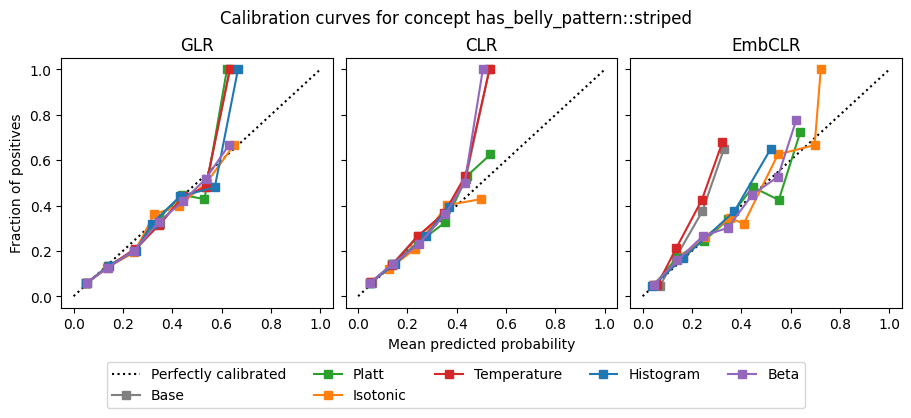 Calibration curves for concept has_belly_pattern::striped
GLR
CLR
EmbCLR
Fraction of positives
1.0
0.8
0.6
0.4
0.2
0.0
0.0 0.2 0.4 0.6 0.8 1.0
0.0 0.2 0.4 0.6 0.8 1.0
0.0 0.2 0.4 0.6 0.8 1.0
Mean predicted probability
Perfectly calibrated
Base
Platt
Isotonic
Temperature
Histogram
Beta